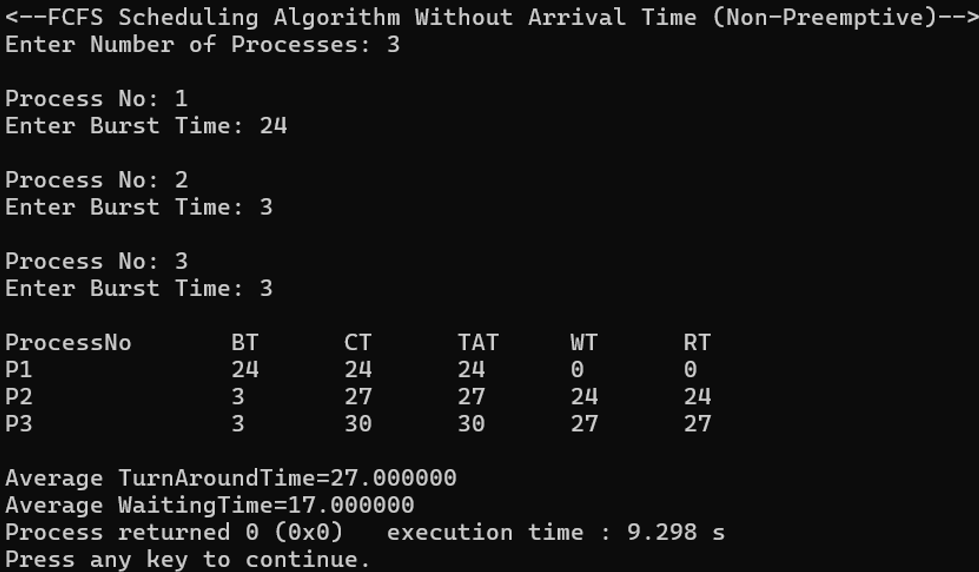 <--FCFS Scheduling Algorithm Without Arrival Time (Non-Preemptive)-->
Enter Number of Processes: 3
Process No: 1
Enter Burst Time: 24
Process No: 2
Enter Burst Time: 3
Process No: 3
Enter Burst Time: 3
ProcessNo BT CT TAT WT RT
P1 24 24 24 0 0
P2 3 27 27 24 24
P3 3 30 30 27 27
Average TurnAroundTime=27.000000
Average WaitingTime=17.000000
Process returned 0 (0x0) execution time : 9.298 s
Press any key to continue.